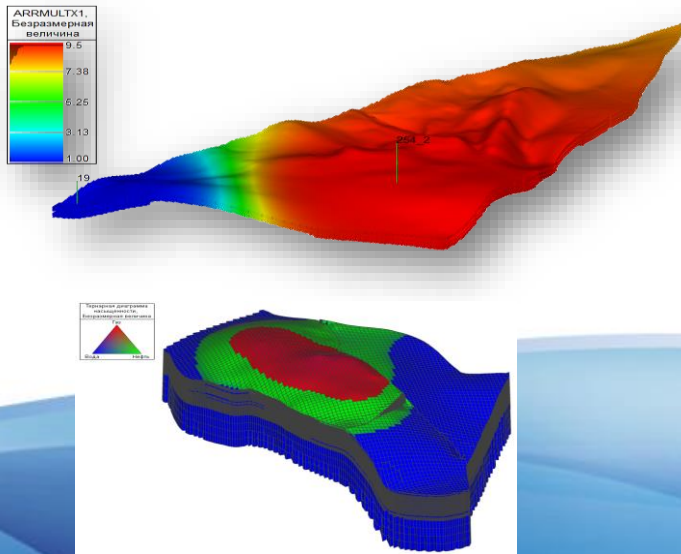 ARRMULTX1,
Безразмерная
величина
9.5
7.38
5.25
3.13
1.00
19
254_2
Тернарная диаграмма
насыщенности,
Безразмерная величина
Газ
Вода
Нефть